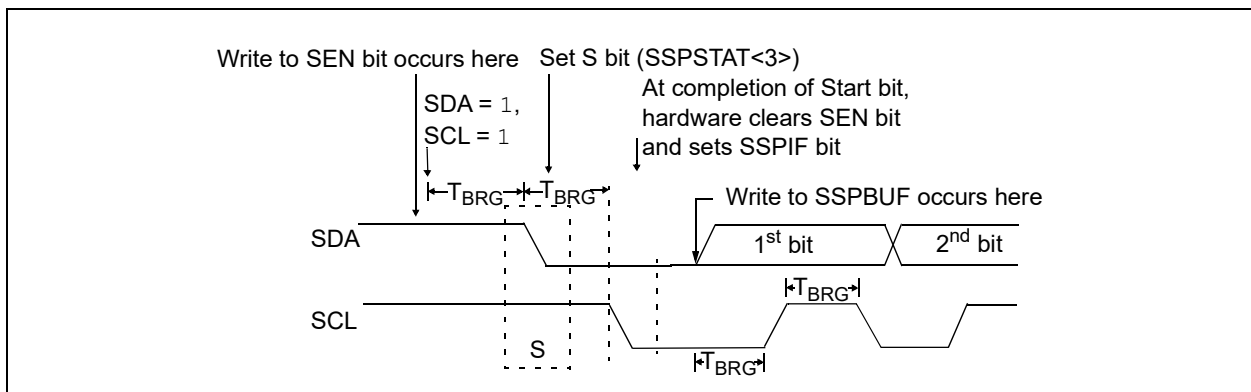 Write to SEN bit occurs here
Set S bit (SSPSTAT<3>)
SDA = 1,
SCL = 1
At completion of Start bit,
hardware clears SEN bit
and sets SSPIF bit
TBRG
TBRG
Write to SSPBUF occurs here
SDA
1st bit
2nd bit
TBRG
SCL
S
TBRG